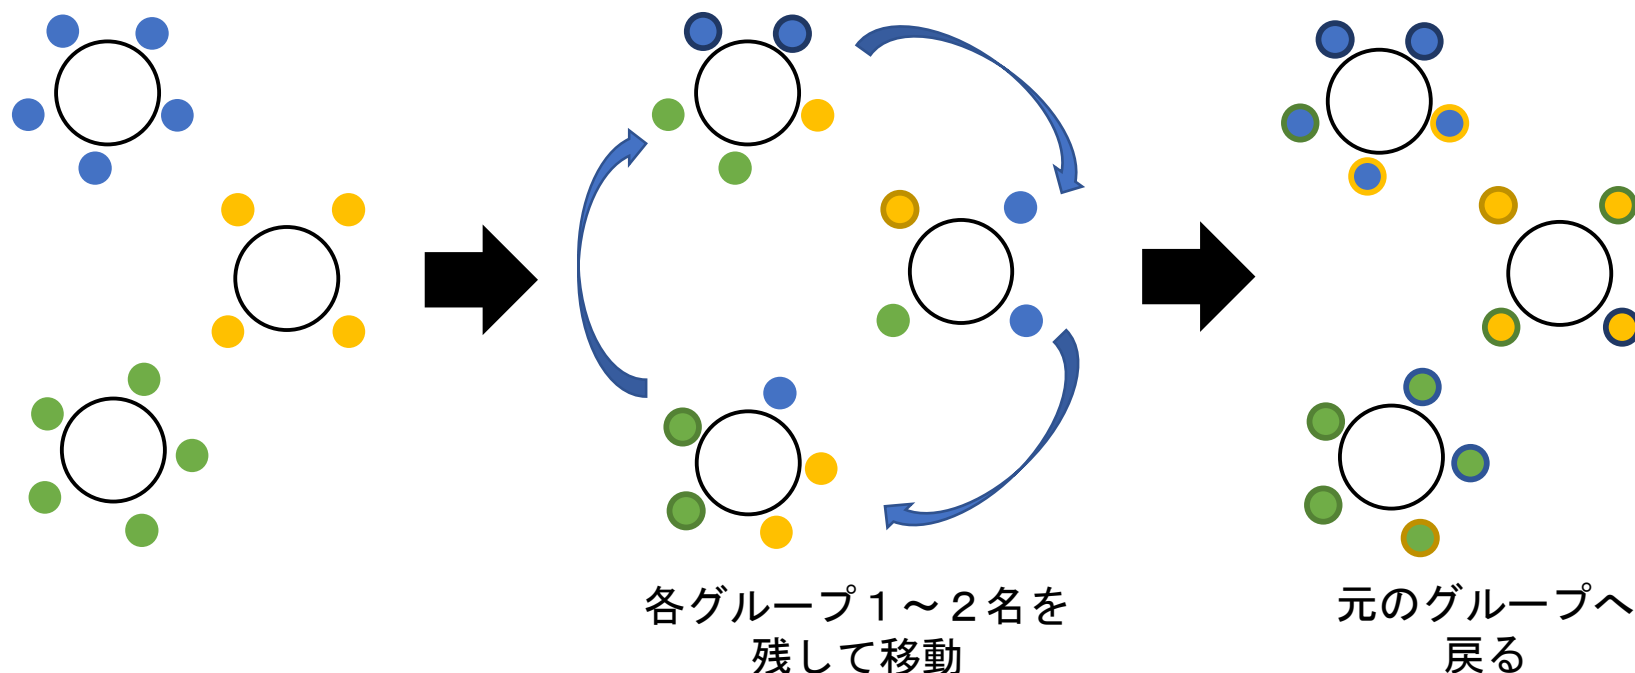 各グループ１～２名を
残して移動
元のグループへ
戻る